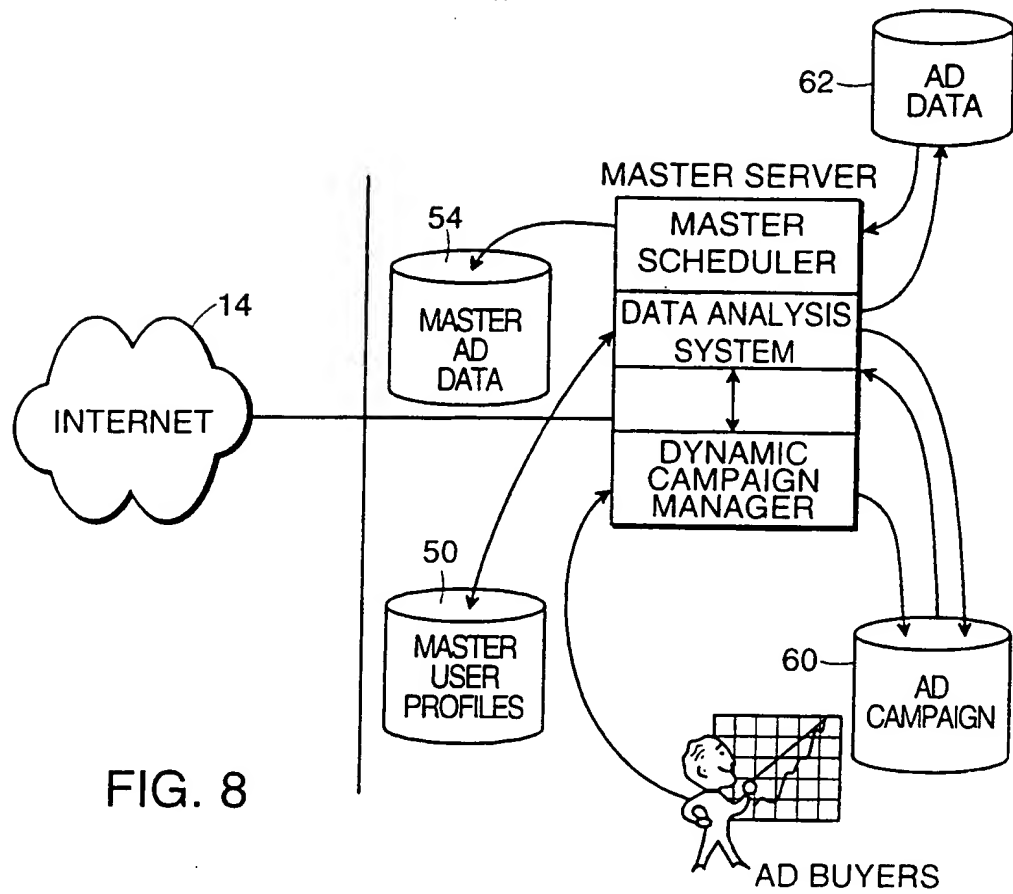 62
AD
DATA
MASTER SERVER
MASTER
SCHEDULER
54
MASTER
AD
DATA
DATA ANALYSIS
SYSTEM
14
INTERNET
DYNAMIC
CAMPAIGN
MANAGER
50
MASTER
USER
PROFILES
60
AD
CAMPAIGN
FIG. 8
AD BUYERS